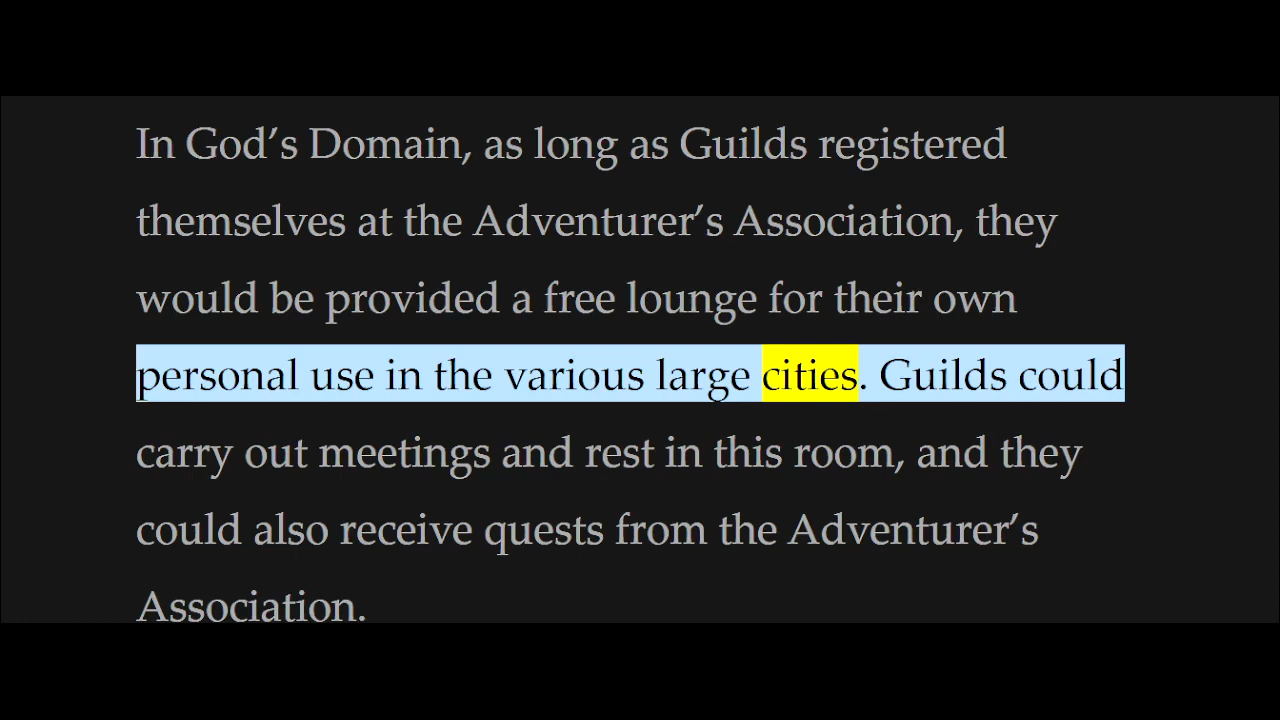 In God’s Domain, as long as Guilds registered
themselves at the Adventurer’s Association, they
would be provided a free lounge for their own
personal use in the various large cities. Guilds could
carry out meetings and rest in this room, and they
could also receive quests from the Adventurer’s
Association.